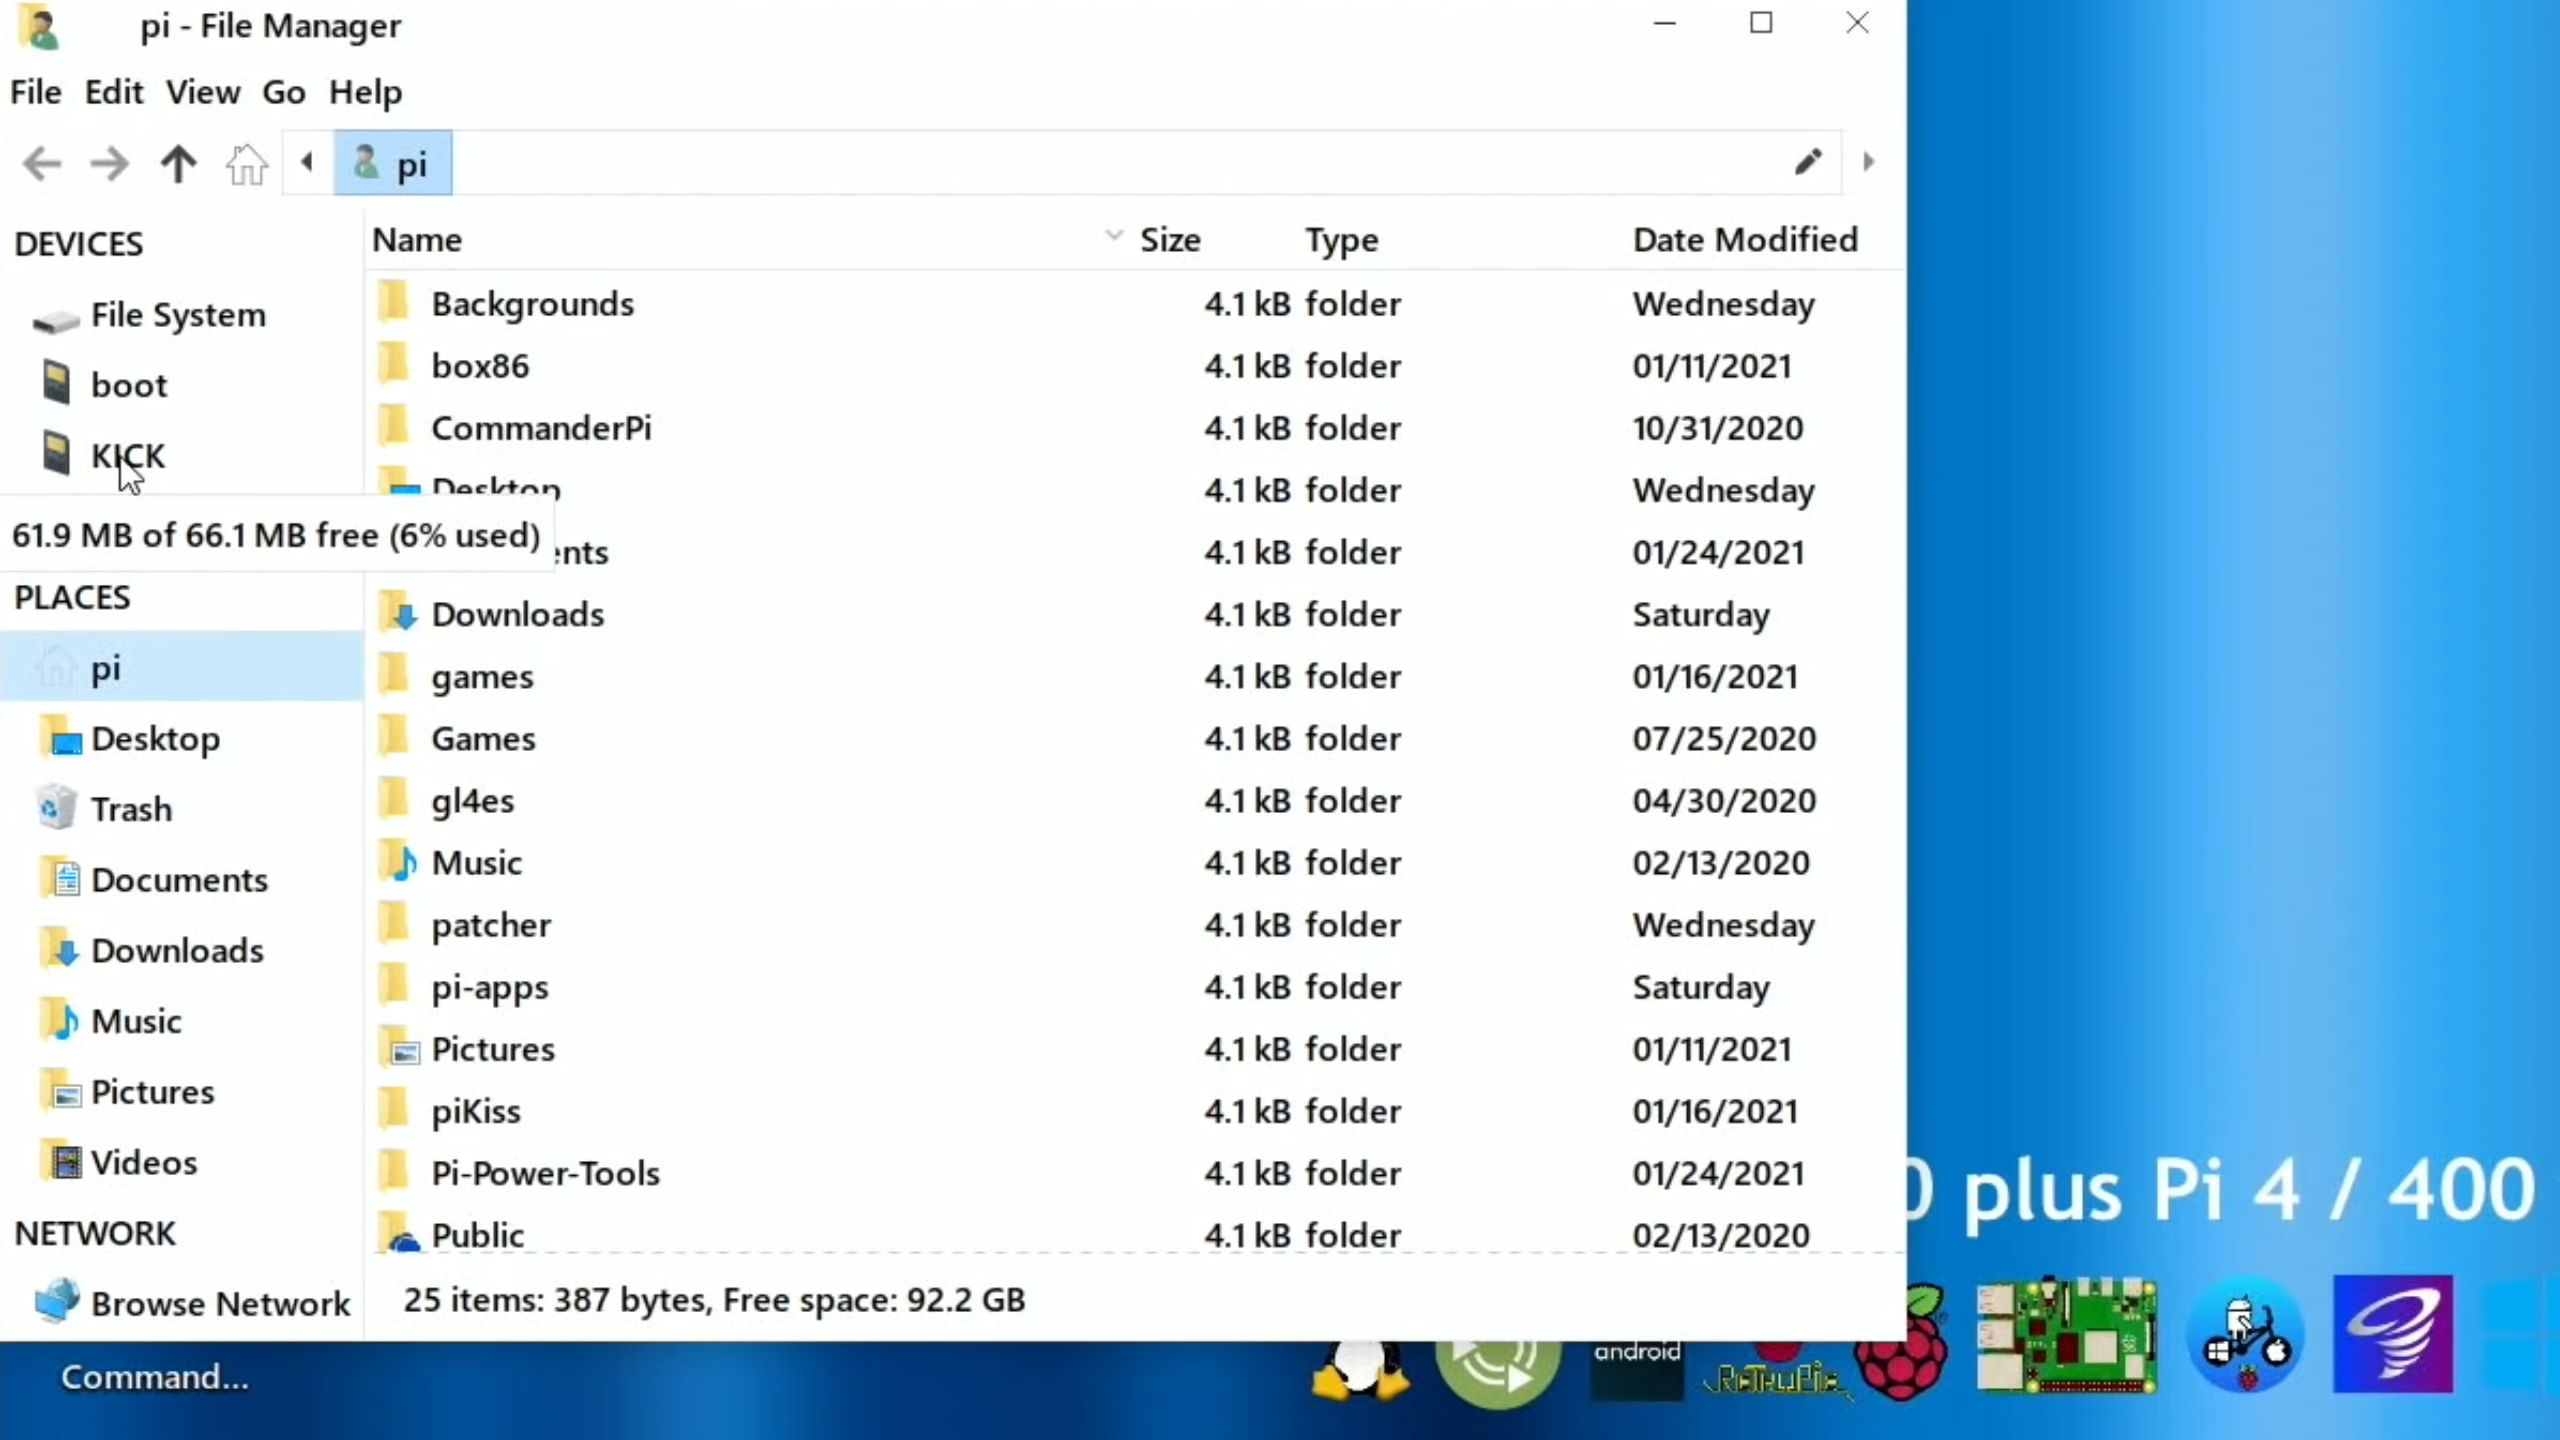 pi - File Manager
File Edit View Go Help
pi
DEVICES
File System
boot
KICK
61.9 MB of 66.1 MB free (6% used)
PLACES
pi
Desktop
Trash
Documents
Downloads
Music
Pictures
Videos
NETWORK
Browse Network
Name Size Type Date Modified
Backgrounds 4.1 kB folder Wednesday
box86 4.1 kB folder 01/11/2021
CommanderPi 4.1 kB folder 10/31/2020
Desktop 4.1 kB folder Wednesday
ents 4.1 kB folder 01/24/2021
Downloads 4.1 kB folder Saturday
games 4.1 kB folder 01/16/2021
Games 4.1 kB folder 07/25/2020
gl4es 4.1 kB folder 04/30/2020
Music 4.1 kB folder 02/13/2020
patcher 4.1 kB folder Wednesday
pi-apps 4.1 kB folder Saturday
Pictures 4.1 kB folder 01/11/2021
piKiss 4.1 kB folder 01/16/2021
Pi-Power-Tools 4.1 kB folder 01/24/2021
Public 4.1 kB folder 02/13/2020
25 items: 387 bytes, Free space: 92.2 GB
0 plus Pi 4 / 400
android
RetroPie
Command...